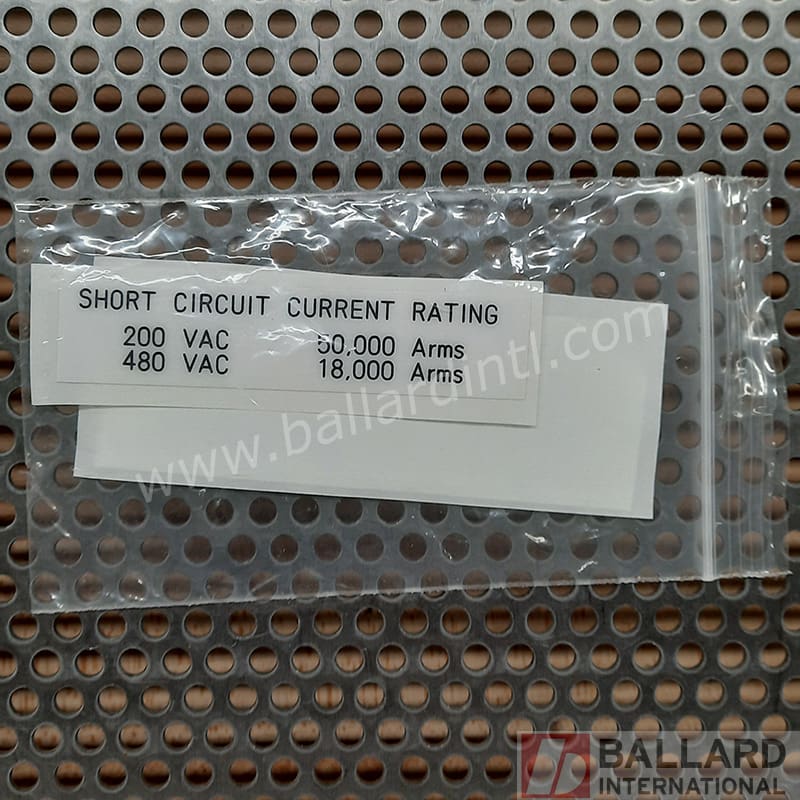 SHORT CIRCUIT CURRENT RATING
200 VAC 50,000 Arms
480 VAC 18,000 Arms
www.ballardintl.com
BALLARD
INTERNATIONAL